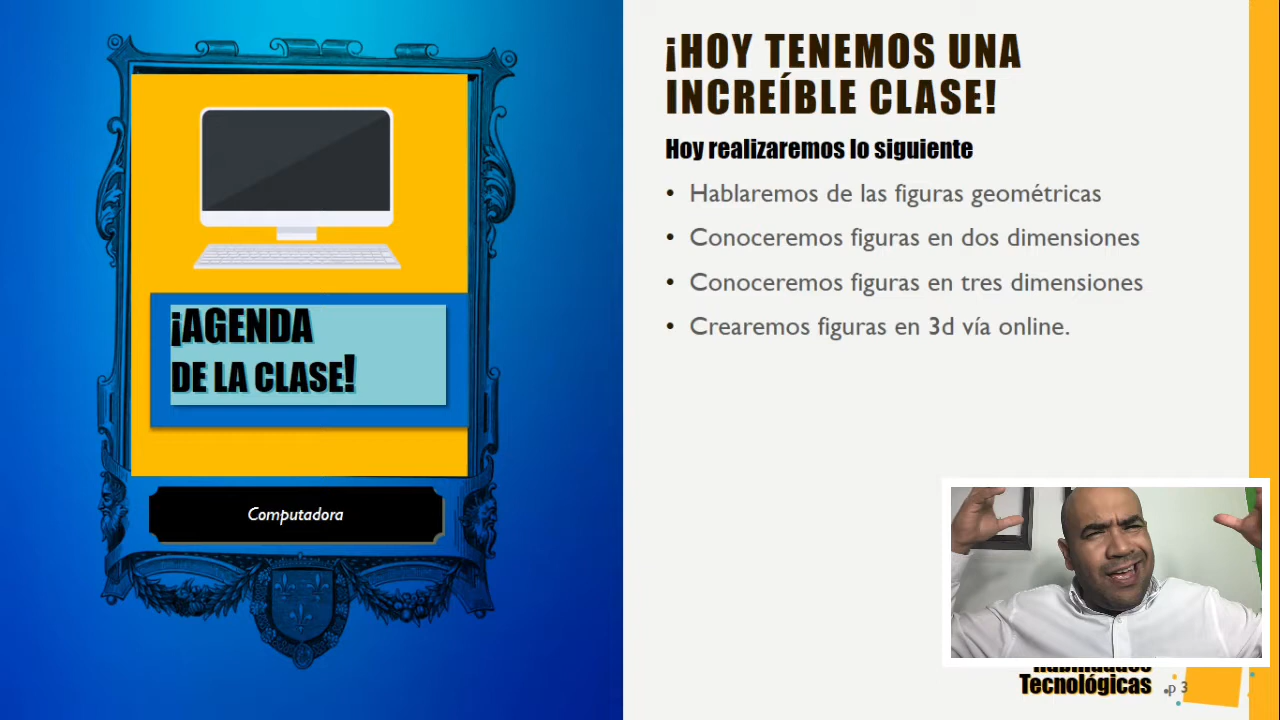 ¡AGENDA
DE LA CLASE!
Computadora
¡HOY TENEMOS UNA
INCREÍBLE CLASE!
Hoy realizaremos lo siguiente
• Hablaremos de las figuras geométricas
• Conoceremos figuras en dos dimensiones
• Conoceremos figuras en tres dimensiones
• Crearemos figuras en 3d vía online.
Habilidades
Tecnológicas
p 3